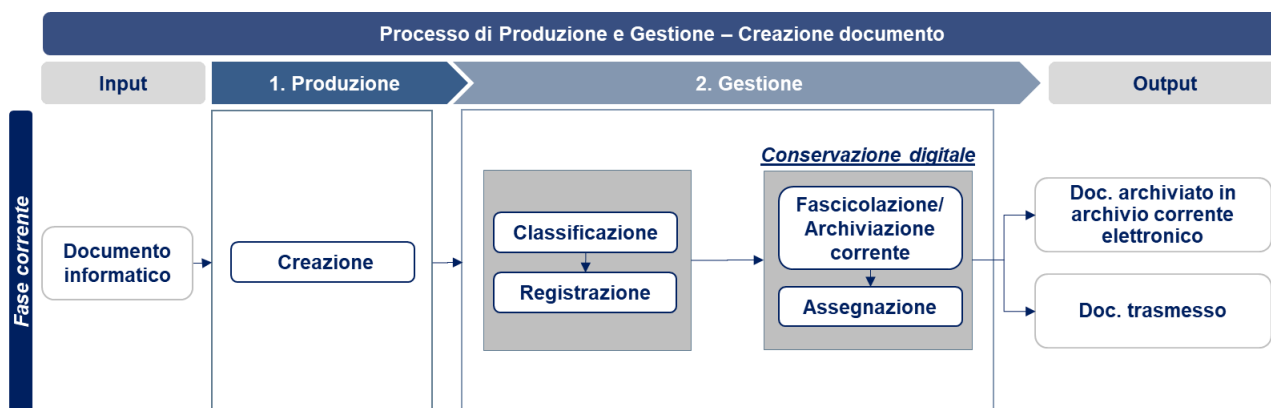 Processo di Produzione e Gestione – Creazione documento
Input
1. Produzione
2. Gestione
Output
Fase corrente
Documento
informatico
Creazione
Classificazione
Registrazione
Conservazione digitale
Fascicolazione/
Archiviazione
corrente
Assegnazione
Doc. archiviato in
archivio corrente
elettronico
Doc. trasmesso